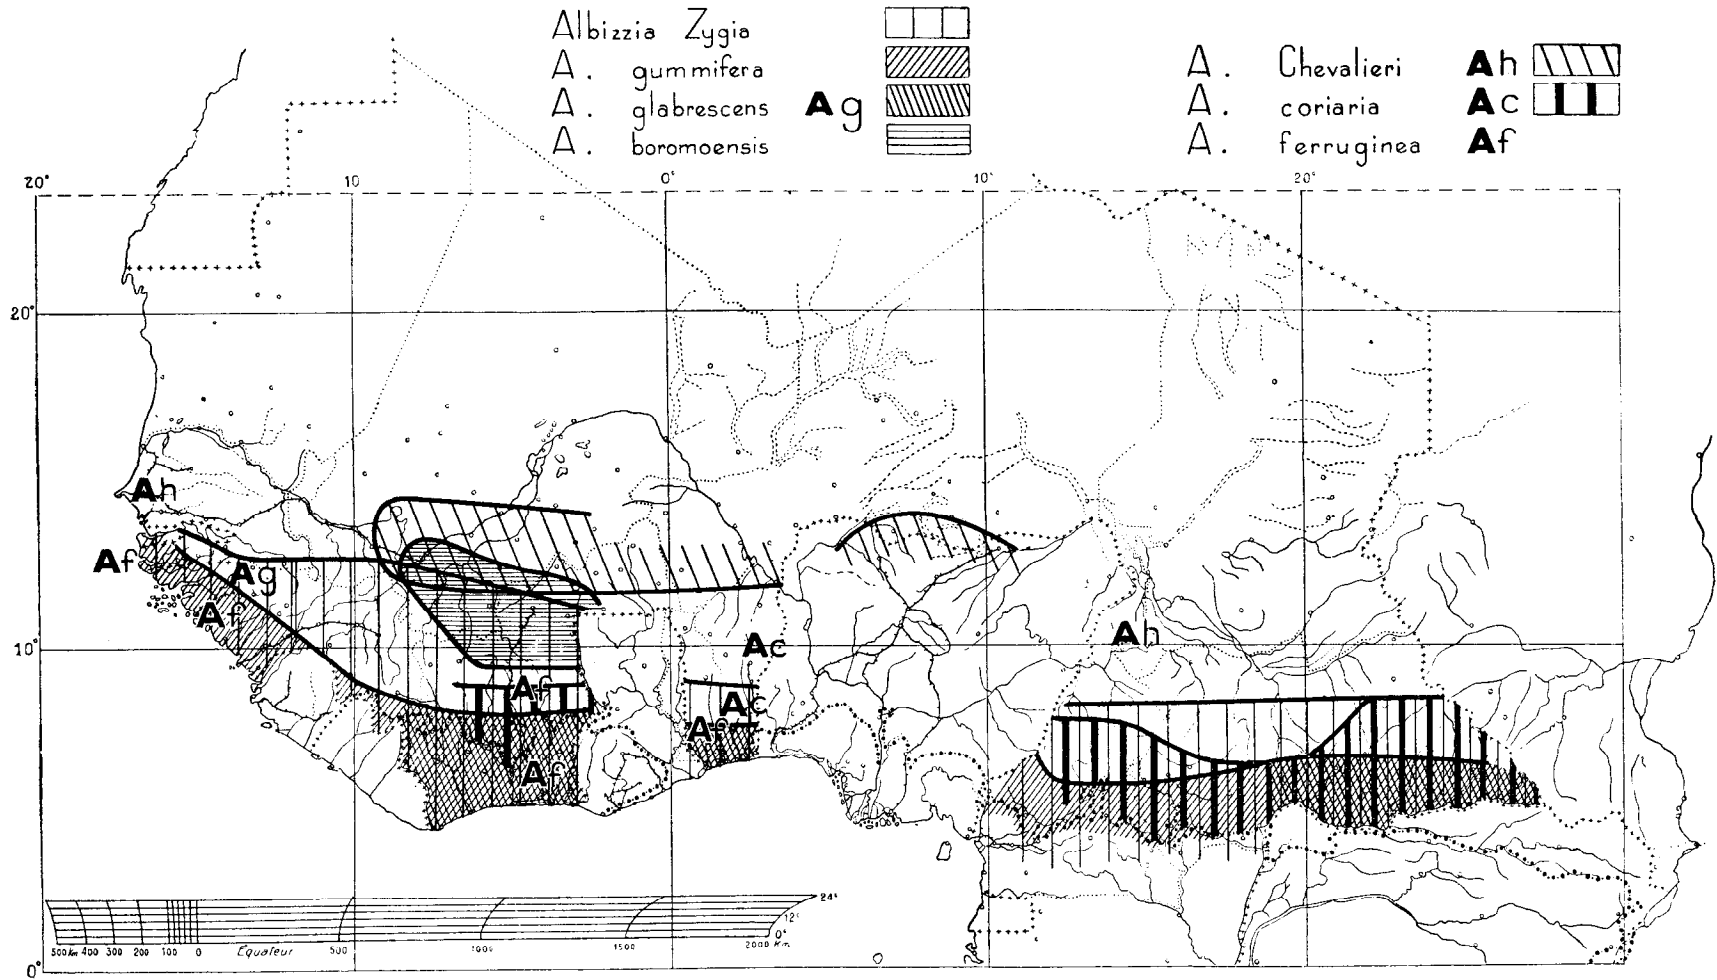 Albizzia Zygia
A. gummifera
A. glabrescens Ag
A. boromoensis
A. Chevalieri Ah
A. coriaria Ac
A. ferruginea Af
20° 10 0° 10° 20°
20°
Ah
Af
Ag
Af
10°
Ac
Ah
Af
Ac
Af
Af
24°
12°
0°
500 Km 400 300 200 100 0 Équateur 500 1000 1500 2000 Km
0°